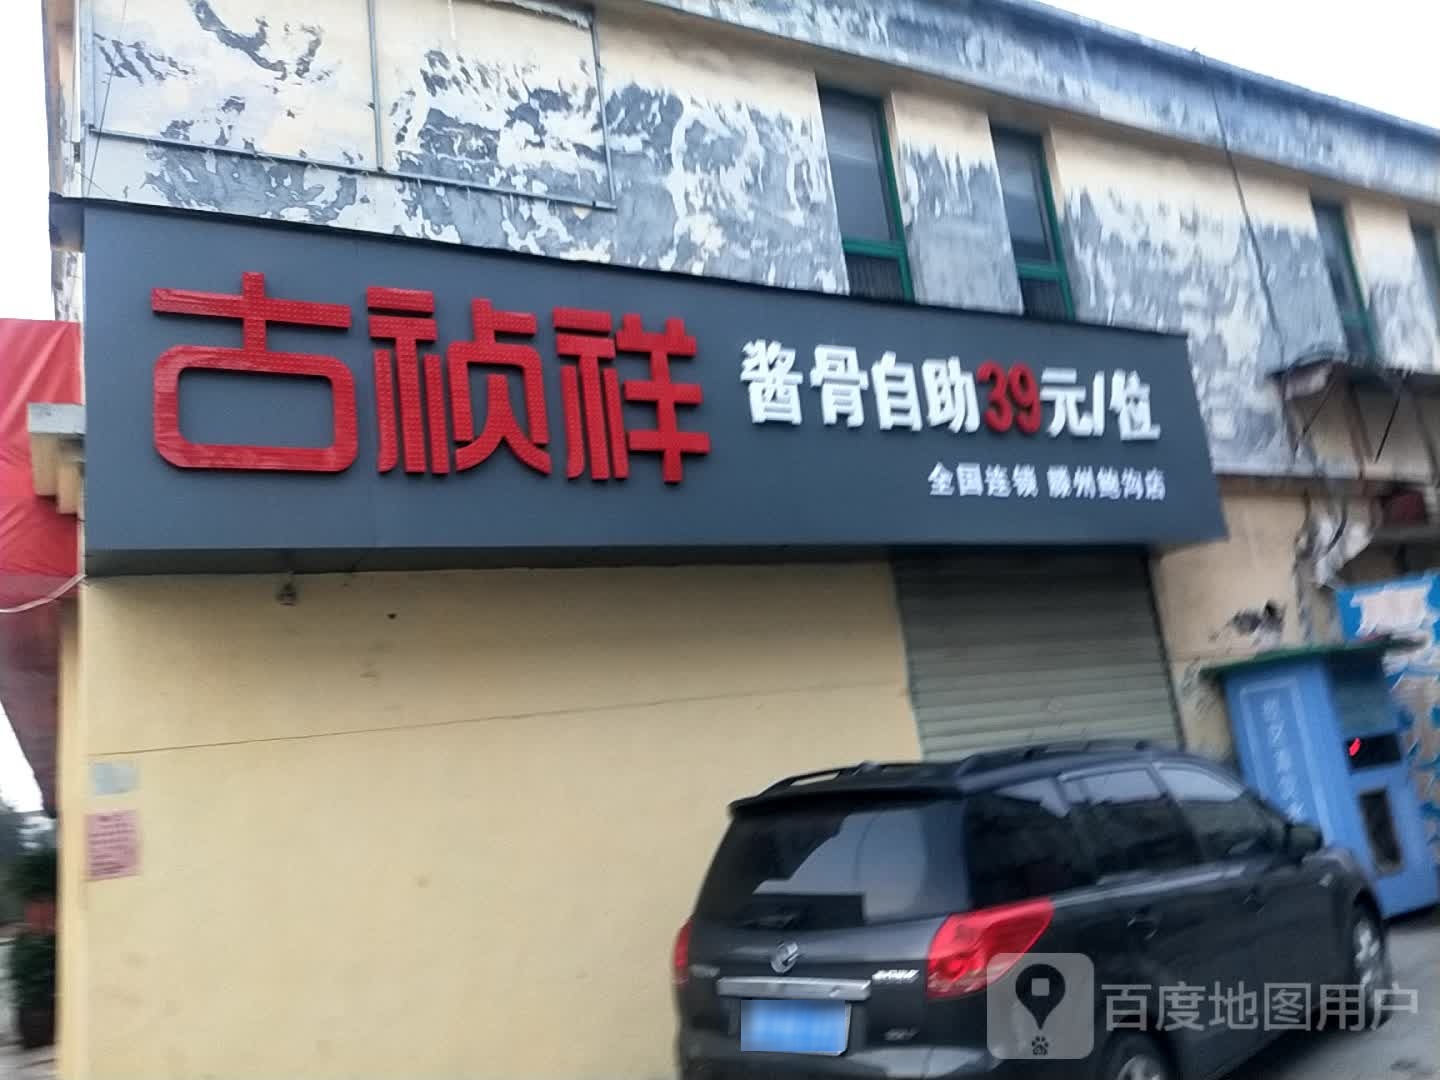 古祯祥
酱骨自助39元/位
全国连锁 滕州鲍沟店
百度地图用户